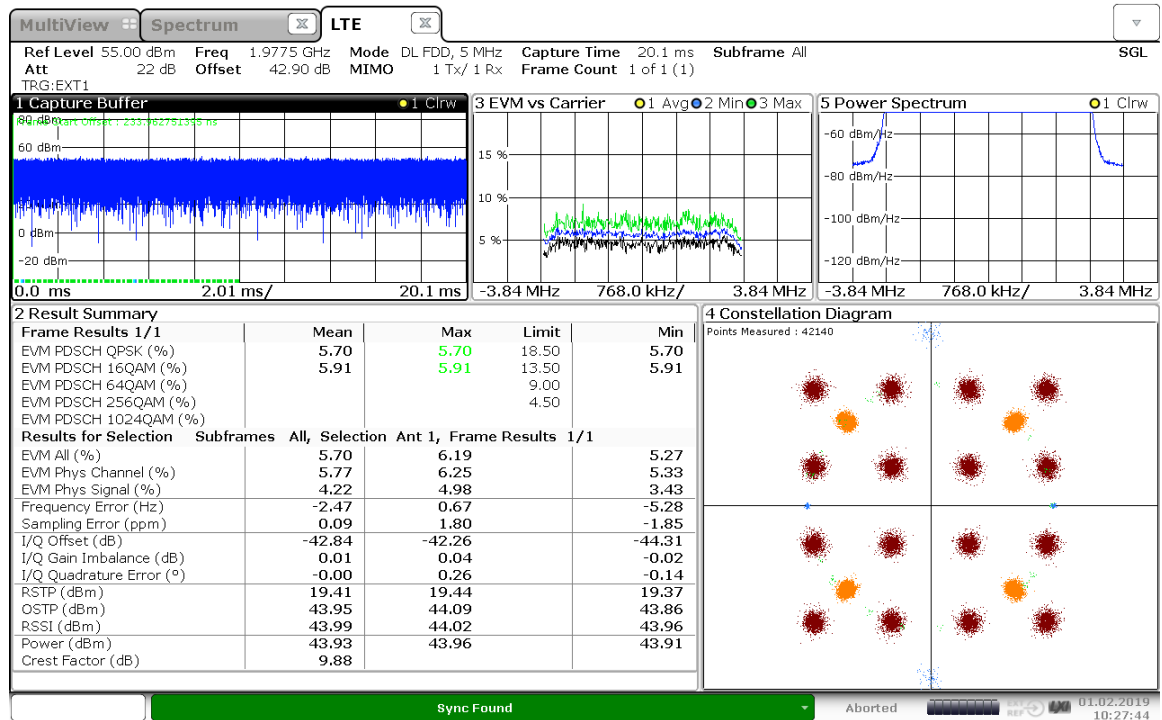 MultiView Spectrum LTE
Ref Level 55.00 dBm Freq 1.9775 GHz Mode DL FDD, 5 MHz Capture Time 20.1 ms Subframe All SGL
Att 22 dB Offset 42.90 dB MIMO 1 Tx/ 1 Rx Frame Count 1 of 1 (1)
TRG:EXT1
1 Capture Buffer 1 Clrw
80 dBm
Frame Start Offset : 233.962751395 ns
60 dBm
0 dBm
-20 dBm
0.0 ms 2.01 ms/ 20.1 ms
3 EVM vs Carrier 1 Avg 2 Min 3 Max
15 %
10 %
5 %
-3.84 MHz 768.0 kHz/ 3.84 MHz
5 Power Spectrum 1 Clrw
-60 dBm/Hz
-80 dBm/Hz
-100 dBm/Hz
-120 dBm/Hz
-3.84 MHz 768.0 kHz/ 3.84 MHz
2 Result Summary
Frame Results 1/1 Mean Max Limit Min
EVM PDSCH QPSK (%) 5.70 5.70 18.50 5.70
EVM PDSCH 16QAM (%) 5.91 5.91 13.50 5.91
EVM PDSCH 64QAM (%) 9.00
EVM PDSCH 256QAM (%) 4.50
EVM PDSCH 1024QAM (%)
Results for Selection Subframes All, Selection Ant 1, Frame Results 1/1
EVM All (%) 5.70 6.19 5.27
EVM Phys Channel (%) 5.77 6.25 5.33
EVM Phys Signal (%) 4.22 4.98 3.43
Frequency Error (Hz) -2.47 0.67 -5.28
Sampling Error (ppm) 0.09 1.80 -1.85
I/Q Offset (dB) -42.84 -42.26 -44.31
I/Q Gain Imbalance (dB) 0.01 0.04 -0.02
I/Q Quadrature Error (º) -0.00 0.26 -0.14
RSTP (dBm) 19.41 19.44 19.37
OSTP (dBm) 43.95 44.09 43.86
RSSI (dBm) 43.99 44.02 43.96
Power (dBm) 43.93 43.96 43.91
Crest Factor (dB) 9.88
4 Constellation Diagram
Points Measured : 42140
Sync Found Aborted
REF LXI
01.02.2019
10:27:44